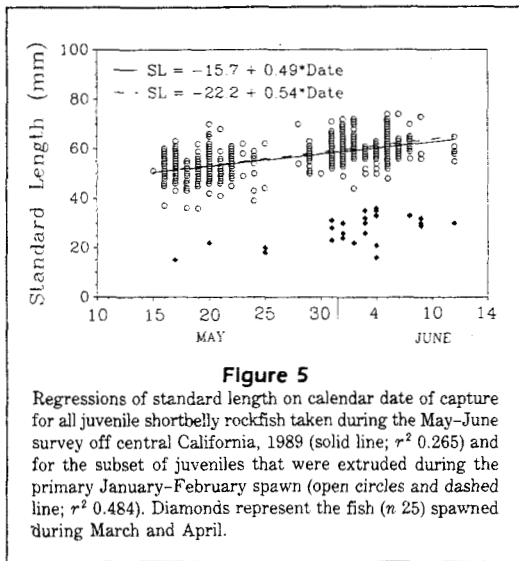 100
80
60
40
20
0
Standard Length (mm)
SL = -15.7 + 0.49*Date
SL = -22.2 + 0.54*Date
10 15 20 25 30 4 9 14
MAY JUNE
Figure 5
Regressions of standard length on calendar date of capture
for all juvenile shortbelly rockfish taken during the May–June
survey off central California, 1989 (solid line; r² 0.265) and
for the subset of juveniles that were extruded during the
primary January–February spawn (open circles and dashed
line; r² 0.484). Diamonds represent the fish (n 25) spawned
during March and April.